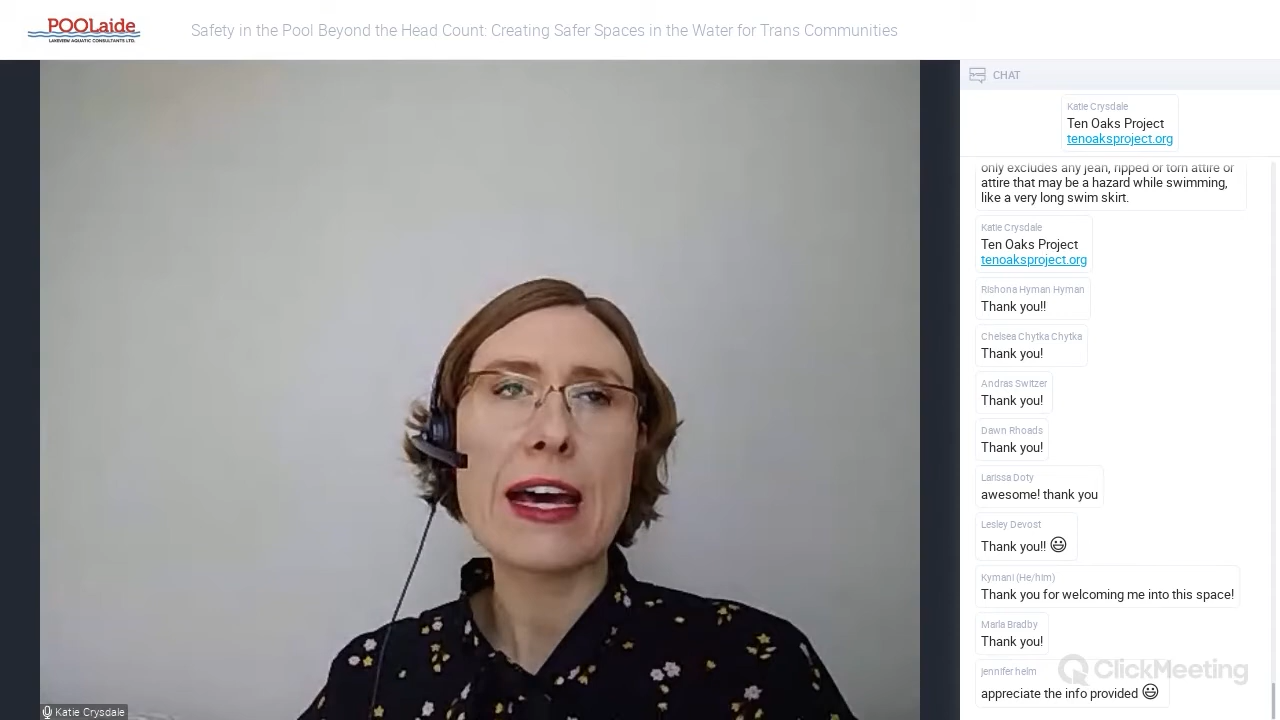 POOLaide
LAKEVIEW AQUATIC CONSULTANTS LTD.
Safety in the Pool Beyond the Head Count: Creating Safer Spaces in the Water for Trans Communities
CHAT
Katie Crysdale
Ten Oaks Project
tenoaksproject.org
only excludes any jean, ripped or torn attire or
attire that may be a hazard while swimming,
like a very long swim skirt.
Katie Crysdale
Ten Oaks Project
tenoaksproject.org
Rishona Hyman Hyman
Thank you!!
Chelsea Chytka Chytka
Thank you!
Andras Switzer
Thank you!
Dawn Rhoads
Thank you!
Larissa Doty
awesome! thank you
Lesley Devost
Thank you!! 😃
Kymani (He/him)
Thank you for welcoming me into this space!
Marla Bradby
Thank you!
jennifer helm
appreciate the info provided 😃
ClickMeeting
Katie Crysdale